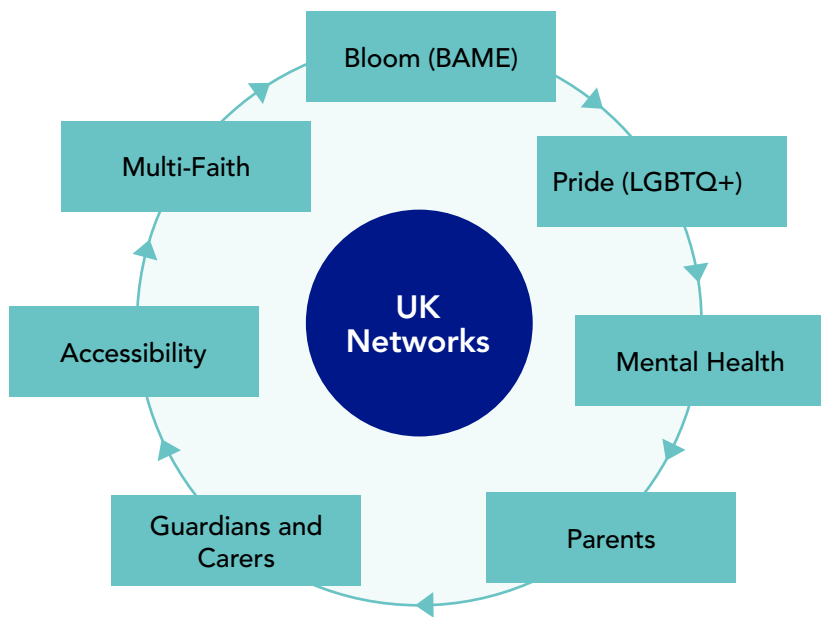 Bloom (BAME)
Pride (LGBTQ+)
Mental Health
Parents
Guardians and
Carers
Accessibility
Multi-Faith
UK
Networks